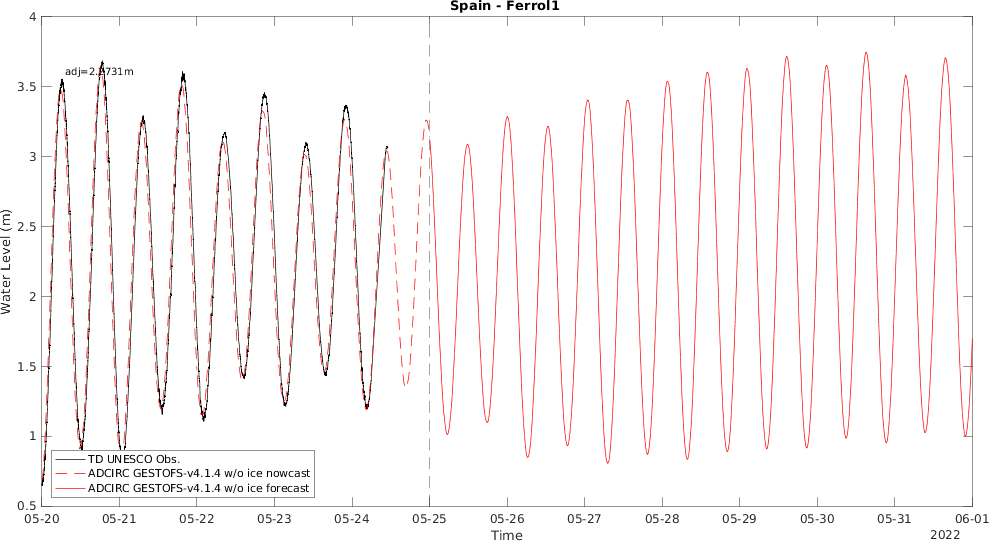 Spain - Ferrol1
4
3.5
3
2.5
2
1.5
1
0.5
Water Level (m)
TD UNESCO Obs.
ADCIRC GESTOFS-v4.1.4 w/o ice nowcast
ADCIRC GESTOFS-v4.1.4 w/o ice forecast
05-20 05-21 05-22 05-23 05-24 05-25 05-26 05-27 05-28 05-29 05-30 05-31 06-01
Time
2022